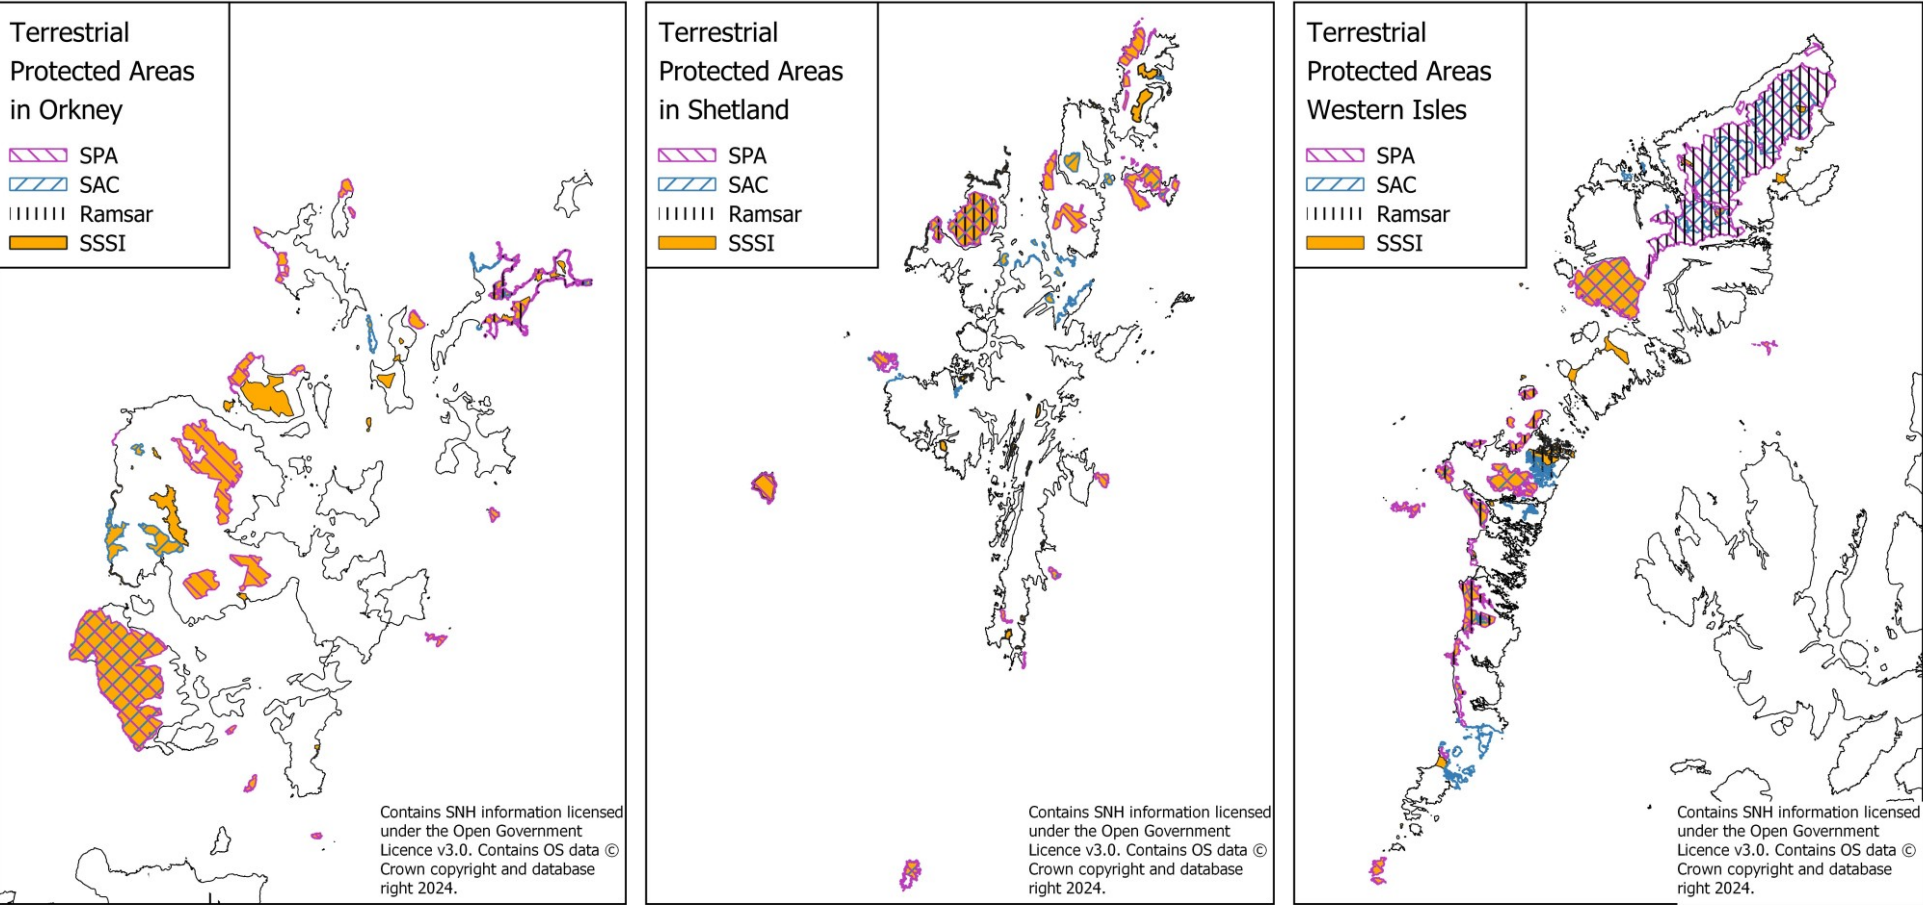 Terrestrial
Protected Areas
in Orkney
SPA
SAC
Ramsar
SSSI
Contains SNH information licensed
under the Open Government
Licence v3.0. Contains OS data ©
Crown copyright and database
right 2024.
Terrestrial
Protected Areas
in Shetland
SPA
SAC
Ramsar
SSSI
Contains SNH information licensed
under the Open Government
Licence v3.0. Contains OS data ©
Crown copyright and database
right 2024.
Terrestrial
Protected Areas
Western Isles
SPA
SAC
Ramsar
SSSI
Contains SNH information licensed
under the Open Government
Licence v3.0. Contains OS data ©
Crown copyright and database
right 2024.